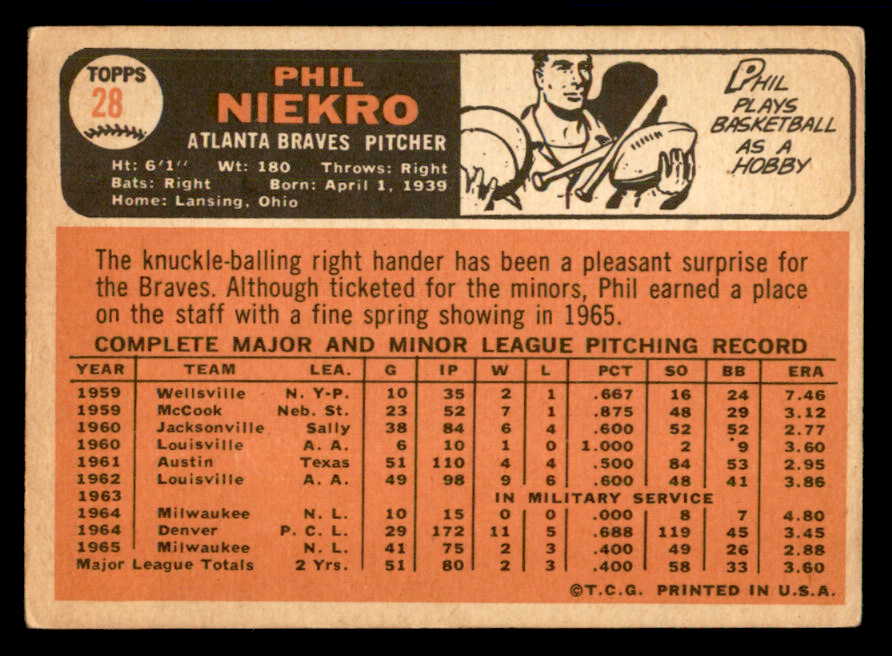 TOPPS
28
PHIL
NIEKRO
ATLANTA BRAVES PITCHER
Ht: 6'1" Wt: 180 Throws: Right
Bats: Right Born: April 1, 1939
Home: Lansing, Ohio
PHIL
PLAYS
BASKETBALL
AS A
HOBBY
The knuckle-balling right hander has been a pleasant surprise for
the Braves. Although ticketed for the minors, Phil earned a place
on the staff with a fine spring showing in 1965.
COMPLETE MAJOR AND MINOR LEAGUE PITCHING RECORD
YEAR TEAM LEA. G IP W L PCT SO BB ERA
1959 Wellsville N. Y-P. 10 35 2 1 .667 16 24 7.46
1959 McCook Neb. St. 23 52 7 1 .875 48 29 3.12
1960 Jacksonville Sally 38 84 6 4 .600 52 52 2.77
1960 Louisville A. A. 6 10 1 0 1.000 2 9 3.60
1961 Austin Texas 51 110 4 4 .500 84 53 2.95
1962 Louisville A. A. 49 98 9 6 .600 48 41 3.86
1963 IN MILITARY SERVICE
1964 Milwaukee N. L. 10 15 0 0 .000 8 7 4.80
1964 Denver P. C. L. 29 172 11 5 .688 119 45 3.45
1965 Milwaukee N. L. 41 75 2 3 .400 49 26 2.88
Major League Totals 2 Yrs. 51 80 2 3 .400 58 33 3.60
©T.C.G. PRINTED IN U.S.A.